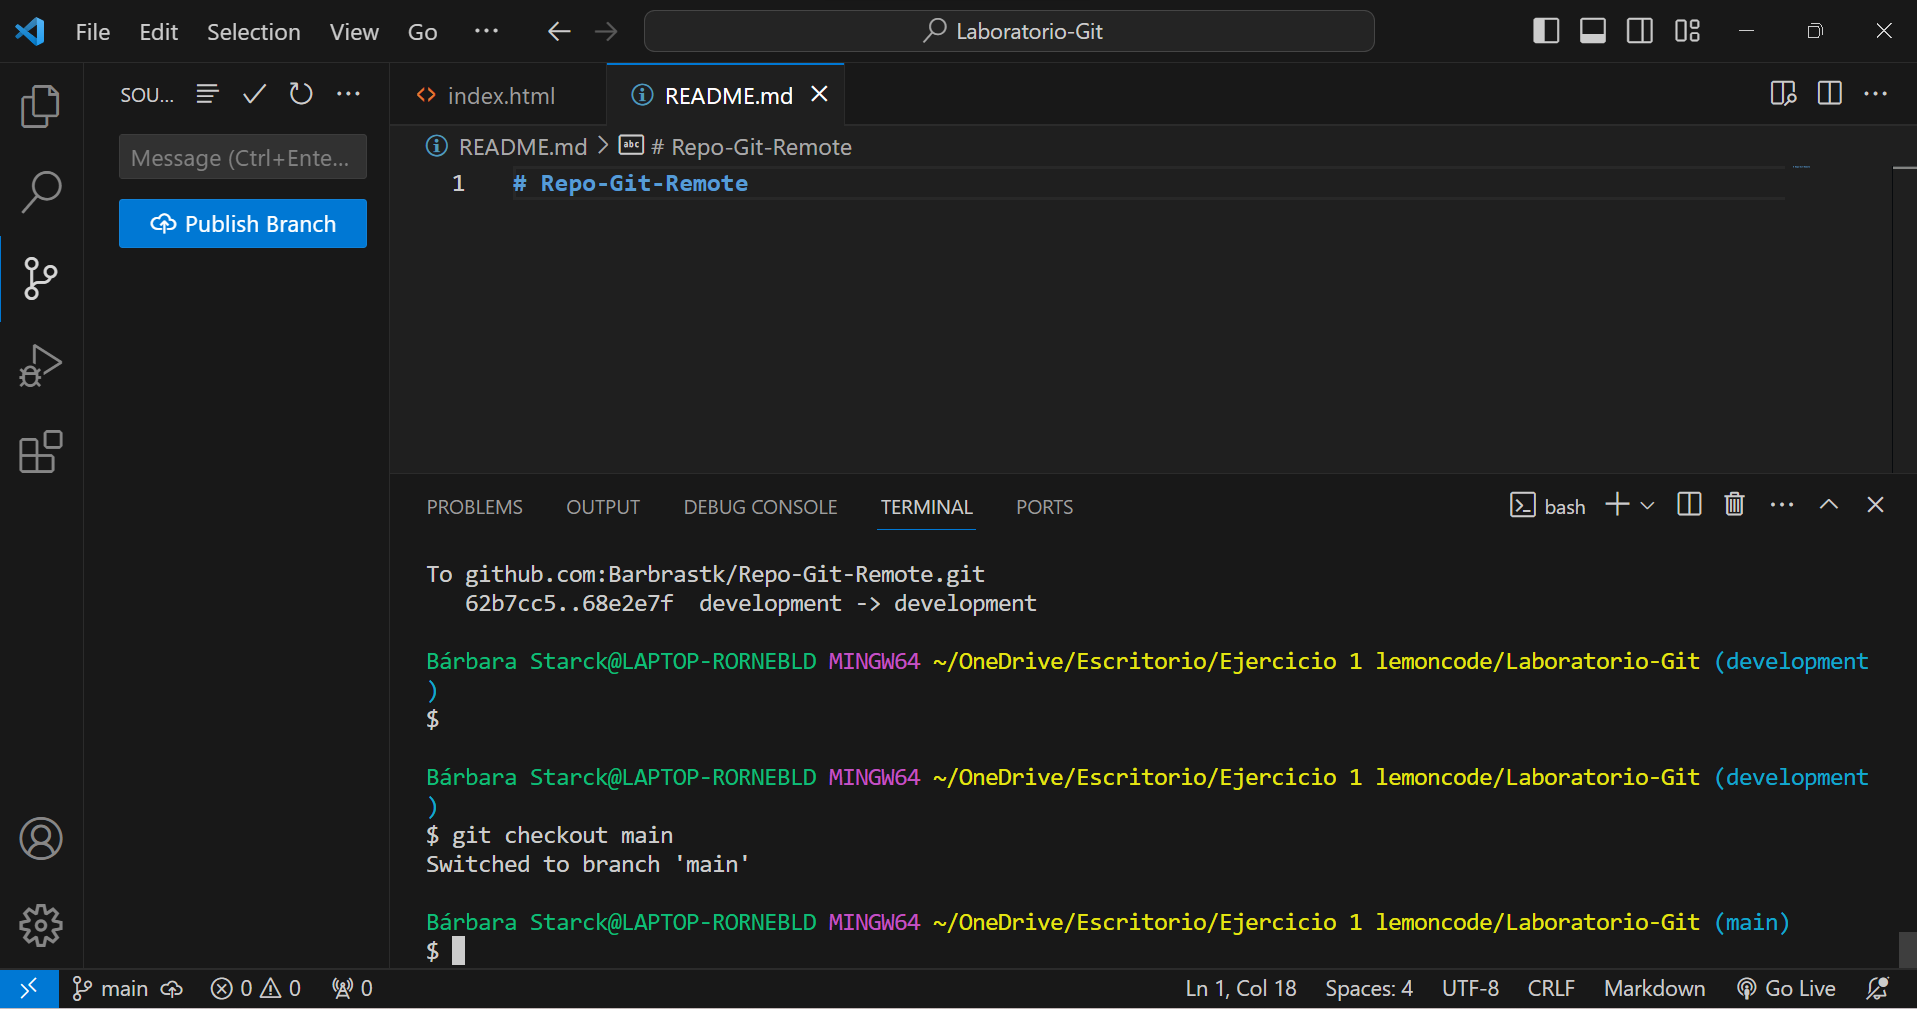 File Edit Selection View Go ··· Laboratorio-Git
SOU... ···
index.html README.md
Message (Ctrl+Ente...
Publish Branch
README.md > abc # Repo-Git-Remote
1 # Repo-Git-Remote
PROBLEMS OUTPUT DEBUG CONSOLE TERMINAL PORTS bash
To github.com:Barbrastk/Repo-Git-Remote.git
62b7cc5..68e2e7f development -> development
Bárbara Starck@LAPTOP-RORNEBLD MINGW64 ~/OneDrive/Escritorio/Ejercicio 1 lemoncode/Laboratorio-Git (development
)
$
Bárbara Starck@LAPTOP-RORNEBLD MINGW64 ~/OneDrive/Escritorio/Ejercicio 1 lemoncode/Laboratorio-Git (development
)
$ git checkout main
Switched to branch 'main'
Bárbara Starck@LAPTOP-RORNEBLD MINGW64 ~/OneDrive/Escritorio/Ejercicio 1 lemoncode/Laboratorio-Git (main)
$
main 0 0 0 Ln 1, Col 18 Spaces: 4 UTF-8 CRLF Markdown Go Live